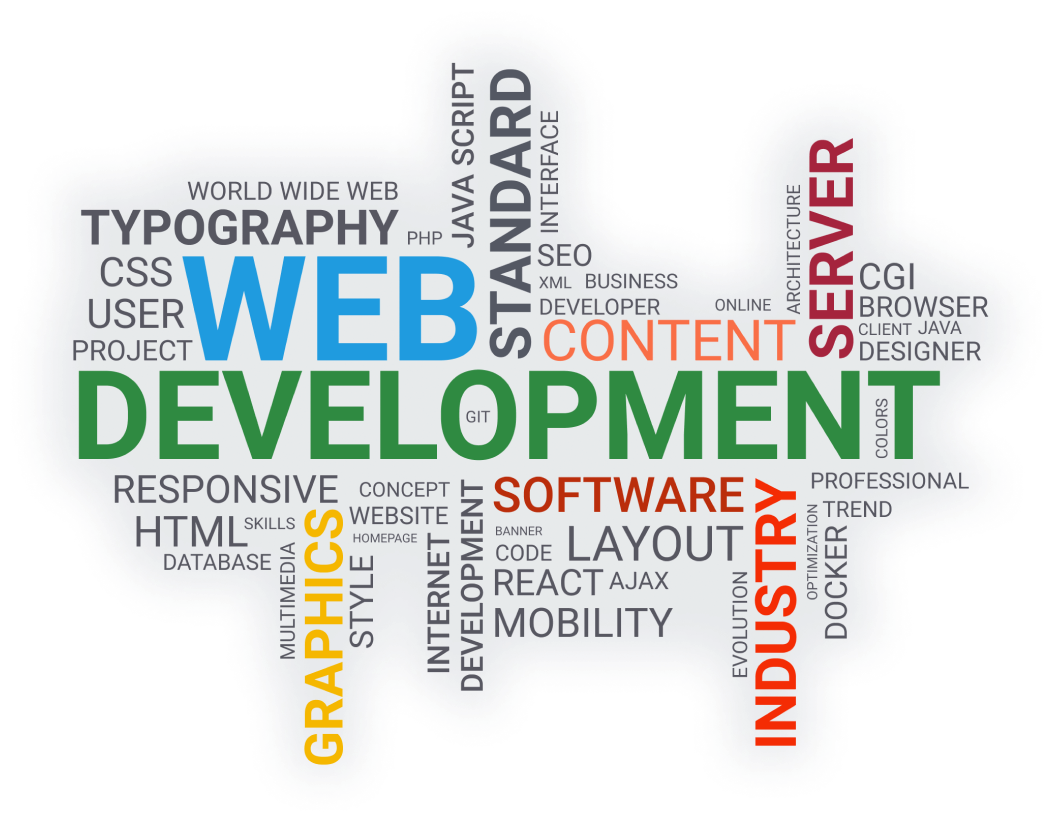 JAVA SCRIPT
STANDARD
INTERFACE
WORLD WIDE WEB
TYPOGRAPHY
PHP
SERVER
ARCHITECTURE
CSS
USER
PROJECT
WEB
SEO
XML
BUSINESS
DEVELOPER
ONLINE
CONTENT
CGI
BROWSER
CLIENT
JAVA
DESIGNER
DEVELOPMENT
GIT
COLORS
RESPONSIVE
HTML
SKILLS
DATABASE
MULTIMEDIA
GRAPHICS
CONCEPT
WEBSITE
HOMEPAGE
STYLE
INTERNET
DEVELOPMENT
SOFTWARE
BANNER
CODE
LAYOUT
REACT
AJAX
MOBILITY
EVOLUTION
INDUSTRY
PROFESSIONAL
OPTIMIZATION
TREND
DOCKER